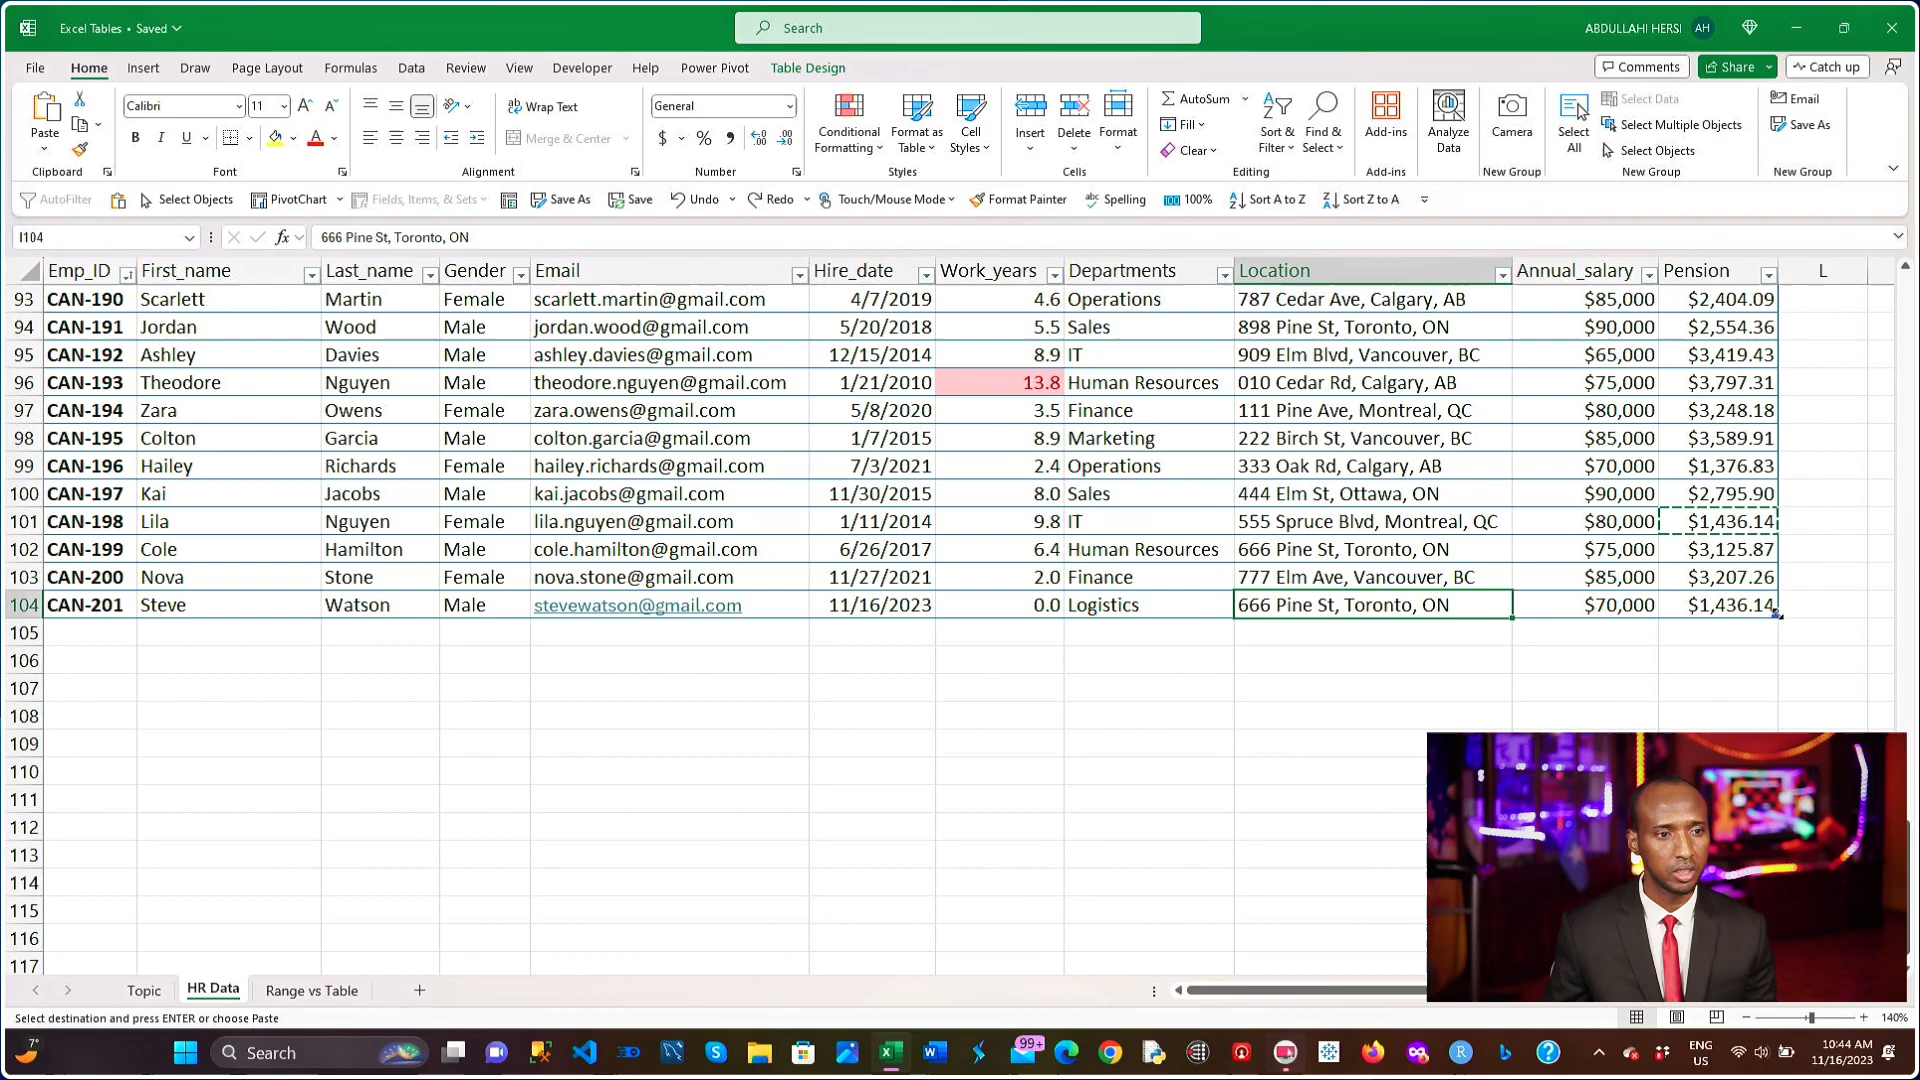 Excel Tables • Saved
Search
ABDULLAHI HERSI AH
File Home Insert Draw Page Layout Formulas Data Review View Developer Help Power Pivot Table Design
Comments Share Catch up
Paste
Clipboard
Calibri 11
B I U
Font
Wrap Text
Merge & Center
Alignment
General
$ %
Number
Conditional Formatting
Format as Table
Cell Styles
Styles
Insert Delete Format
Cells
AutoSum
Fill
Clear
Sort & Filter
Find & Select
Editing
Add-ins
Add-ins
Analyze Data
Camera
New Group
Select All
Select Data
Select Multiple Objects
Select Objects
New Group
Email
Save As
New Group
AutoFilter Select Objects PivotChart Fields, Items, & Sets Save As Save Undo Redo Touch/Mouse Mode Format Painter Spelling 100% Sort A to Z Sort Z to A
I104 fx 666 Pine St, Toronto, ON
Emp_ID First_name Last_name Gender Email Hire_date Work_years Departments Location Annual_salary Pension L
93 CAN-190 Scarlett Martin Female scarlett.martin@gmail.com 4/7/2019 4.6 Operations 787 Cedar Ave, Calgary, AB $85,000 $2,404.09
94 CAN-191 Jordan Wood Male jordan.wood@gmail.com 5/20/2018 5.5 Sales 898 Pine St, Toronto, ON $90,000 $2,554.36
95 CAN-192 Ashley Davies Male ashley.davies@gmail.com 12/15/2014 8.9 IT 909 Elm Blvd, Vancouver, BC $65,000 $3,419.43
96 CAN-193 Theodore Nguyen Male theodore.nguyen@gmail.com 1/21/2010 13.8 Human Resources 010 Cedar Rd, Calgary, AB $75,000 $3,797.31
97 CAN-194 Zara Owens Female zara.owens@gmail.com 5/8/2020 3.5 Finance 111 Pine Ave, Montreal, QC $80,000 $3,248.18
98 CAN-195 Colton Garcia Male colton.garcia@gmail.com 1/7/2015 8.9 Marketing 222 Birch St, Vancouver, BC $85,000 $3,589.91
99 CAN-196 Hailey Richards Female hailey.richards@gmail.com 7/3/2021 2.4 Operations 333 Oak Rd, Calgary, AB $70,000 $1,376.83
100 CAN-197 Kai Jacobs Male kai.jacobs@gmail.com 11/30/2015 8.0 Sales 444 Elm St, Ottawa, ON $90,000 $2,795.90
101 CAN-198 Lila Nguyen Female lila.nguyen@gmail.com 1/11/2014 9.8 IT 555 Spruce Blvd, Montreal, QC $80,000 $1,436.14
102 CAN-199 Cole Hamilton Male cole.hamilton@gmail.com 6/26/2017 6.4 Human Resources 666 Pine St, Toronto, ON $75,000 $3,125.87
103 CAN-200 Nova Stone Female nova.stone@gmail.com 11/27/2021 2.0 Finance 777 Elm Ave, Vancouver, BC $85,000 $3,207.26
104 CAN-201 Steve Watson Male stevewatson@gmail.com 11/16/2023 0.0 Logistics 666 Pine St, Toronto, ON $70,000 $1,436.14
105
106
107
108
109
110
111
112
113
114
115
116
117
Topic HR Data Range vs Table
Select destination and press ENTER or choose Paste 140%
7° Search 99+ ENG US 10:44 AM 11/16/2023